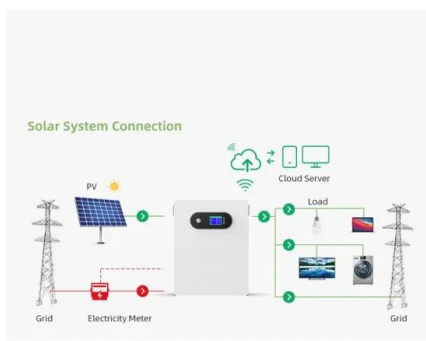 Solar System Connection
PV
Cloud Server
Load
Grid
Electricity Meter
Grid